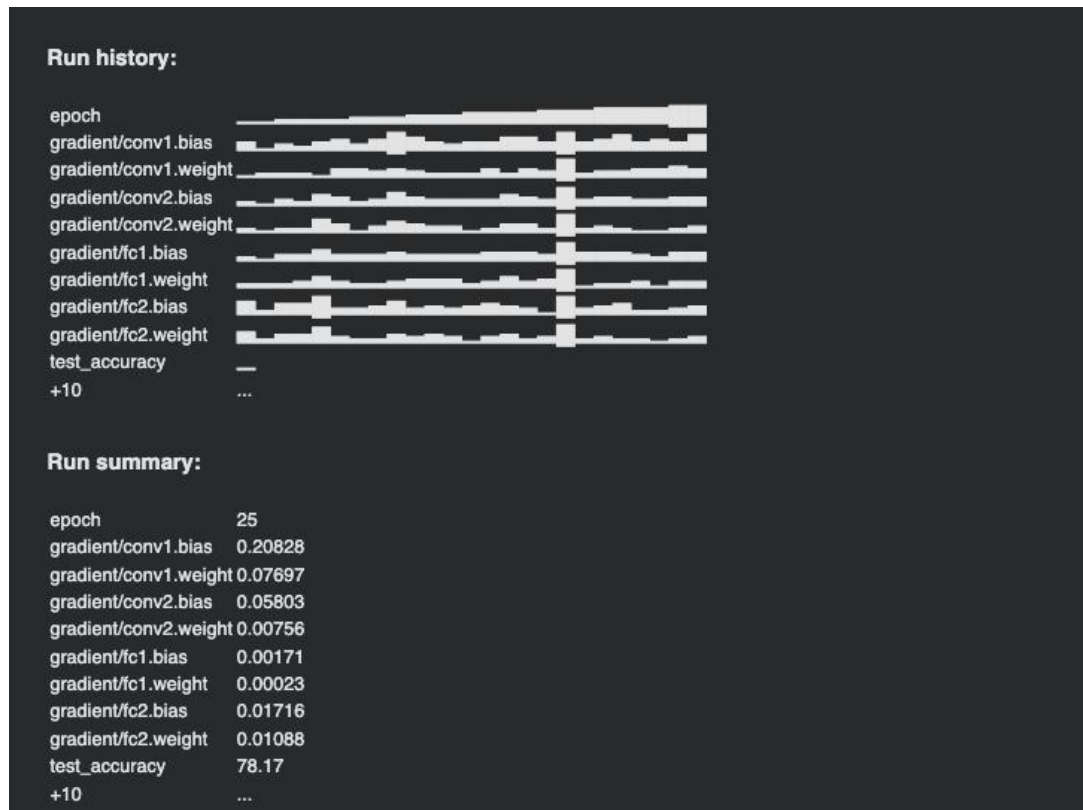 Run history:
epoch
gradient/conv1.bias
gradient/conv1.weight
gradient/conv2.bias
gradient/conv2.weight
gradient/fc1.bias
gradient/fc1.weight
gradient/fc2.bias
gradient/fc2.weight
test_accuracy
+10 ...
Run summary:
epoch 25
gradient/conv1.bias 0.20828
gradient/conv1.weight 0.07697
gradient/conv2.bias 0.05803
gradient/conv2.weight 0.00756
gradient/fc1.bias 0.00171
gradient/fc1.weight 0.00023
gradient/fc2.bias 0.01716
gradient/fc2.weight 0.01088
test_accuracy 78.17
+10 ...